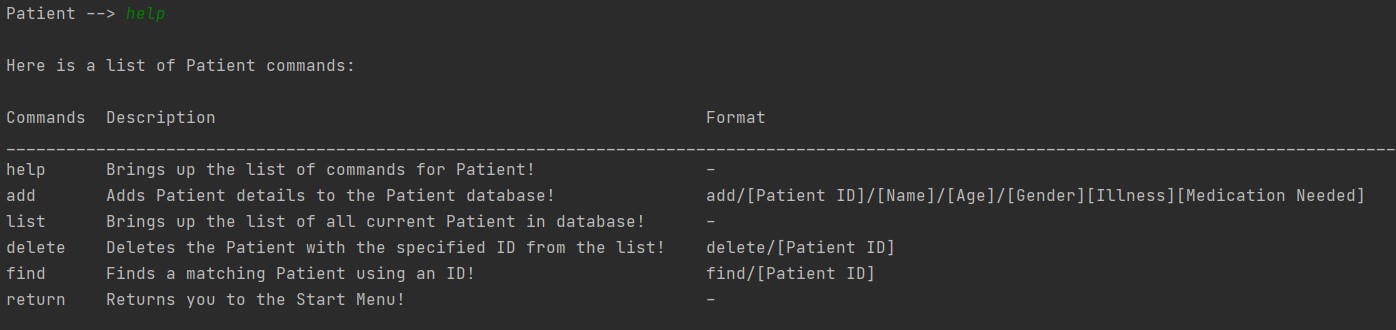 Patient --> help
Here is a list of Patient commands:
Commands Description Format
____________________________________________________________________________________________________________________________________________
help Brings up the list of commands for Patient! -
add Adds Patient details to the Patient database! add/[Patient ID]/[Name]/[Age]/[Gender][Illness][Medication Needed]
list Brings up the list of all current Patient in database! -
delete Deletes the Patient with the specified ID from the list! delete/[Patient ID]
find Finds a matching Patient using an ID! find/[Patient ID]
return Returns you to the Start Menu! -